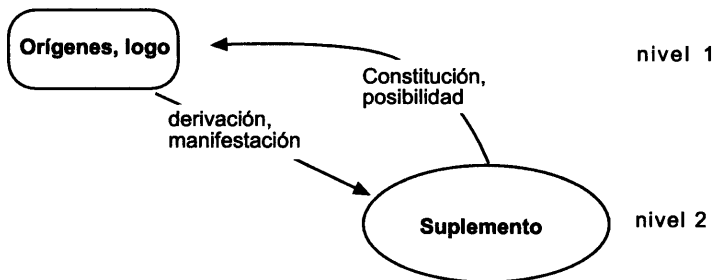 Orígenes, logo
nivel 1
Constitución,
posibilidad
derivación,
manifestación
Suplemento
nivel 2